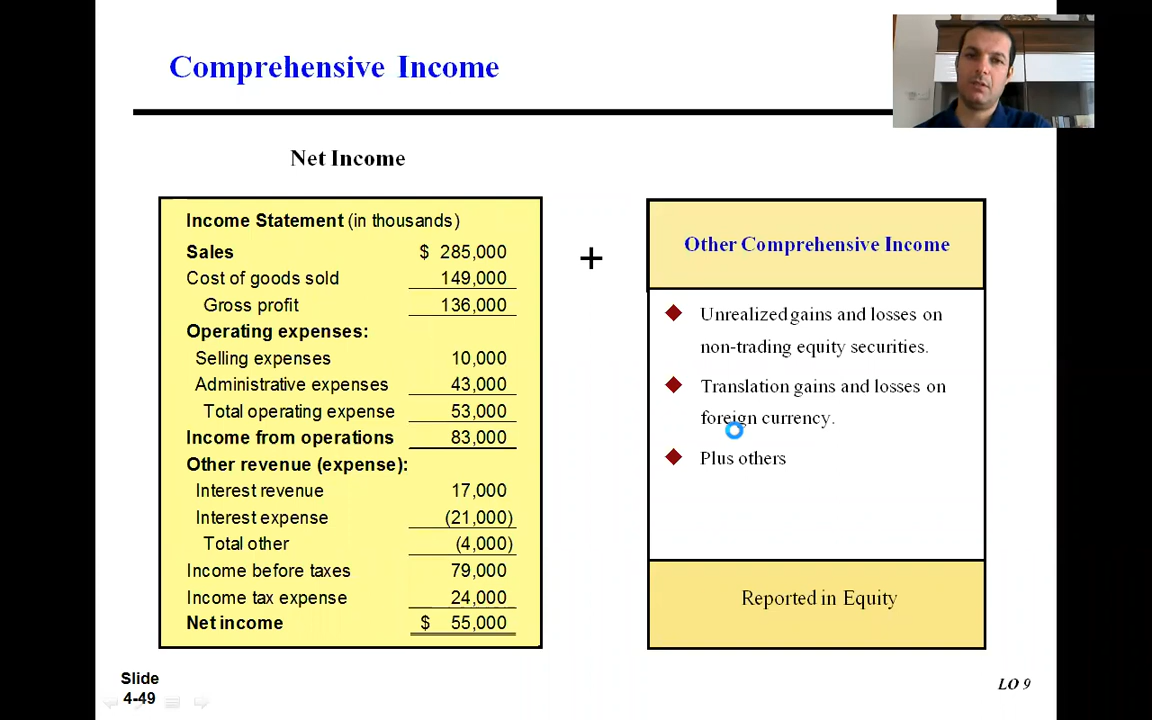 Comprehensive Income
Net Income
Income Statement (in thousands)
Sales $ 285,000
Cost of goods sold 149,000
Gross profit 136,000
Operating expenses:
Selling expenses 10,000
Administrative expenses 43,000
Total operating expense 53,000
Income from operations 83,000
Other revenue (expense):
Interest revenue 17,000
Interest expense (21,000)
Total other (4,000)
Income before taxes 79,000
Income tax expense 24,000
Net income $ 55,000
+
Other Comprehensive Income
Unrealized gains and losses on
non-trading equity securities.
Translation gains and losses on
foreign currency.
Plus others
Reported in Equity
Slide
4-49
LO 9